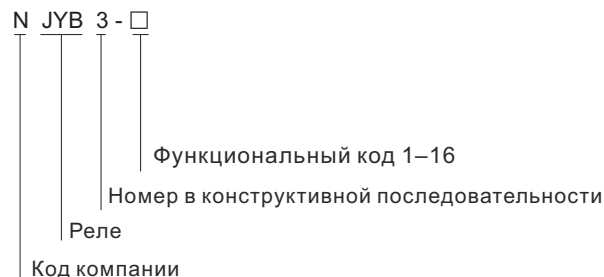 N JYB 3 - □
Функциональный код 1–16
Номер в конструктивной последовательности
Реле
Код компании